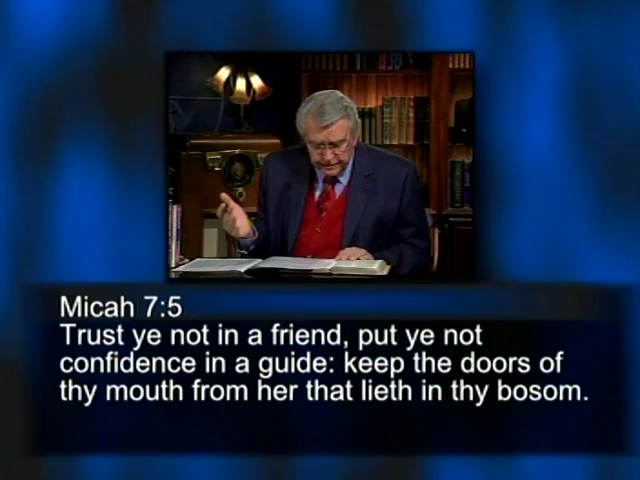 Micah 7:5
Trust ye not in a friend, put ye not
confidence in a guide: keep the doors of
thy mouth from her that lieth in thy bosom.